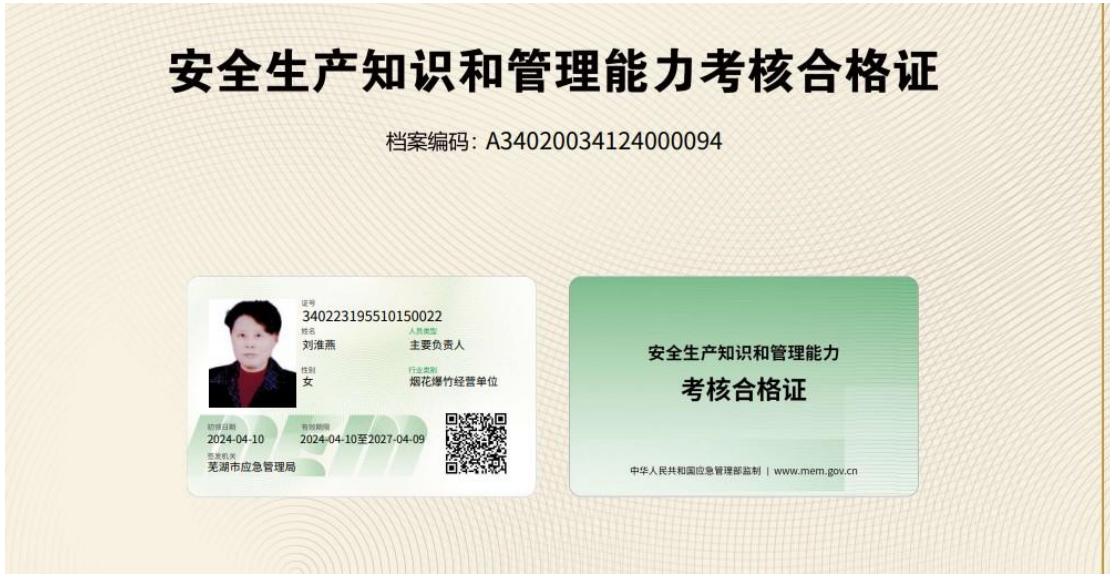 安全生产知识和管理能力考核合格证
档案编码：A34020034124000094
证号
340223195510150022
姓名 人员类型
刘淮燕 主要负责人
性别 行业类别
女 烟花爆竹经营单位
初领日期 有效期限
2024-04-10 2024-04-10至2027-04-09
签发机关
芜湖市应急管理局
安全生产知识和管理能力
考核合格证
中华人民共和国应急管理部监制 | www.mem.gov.cn